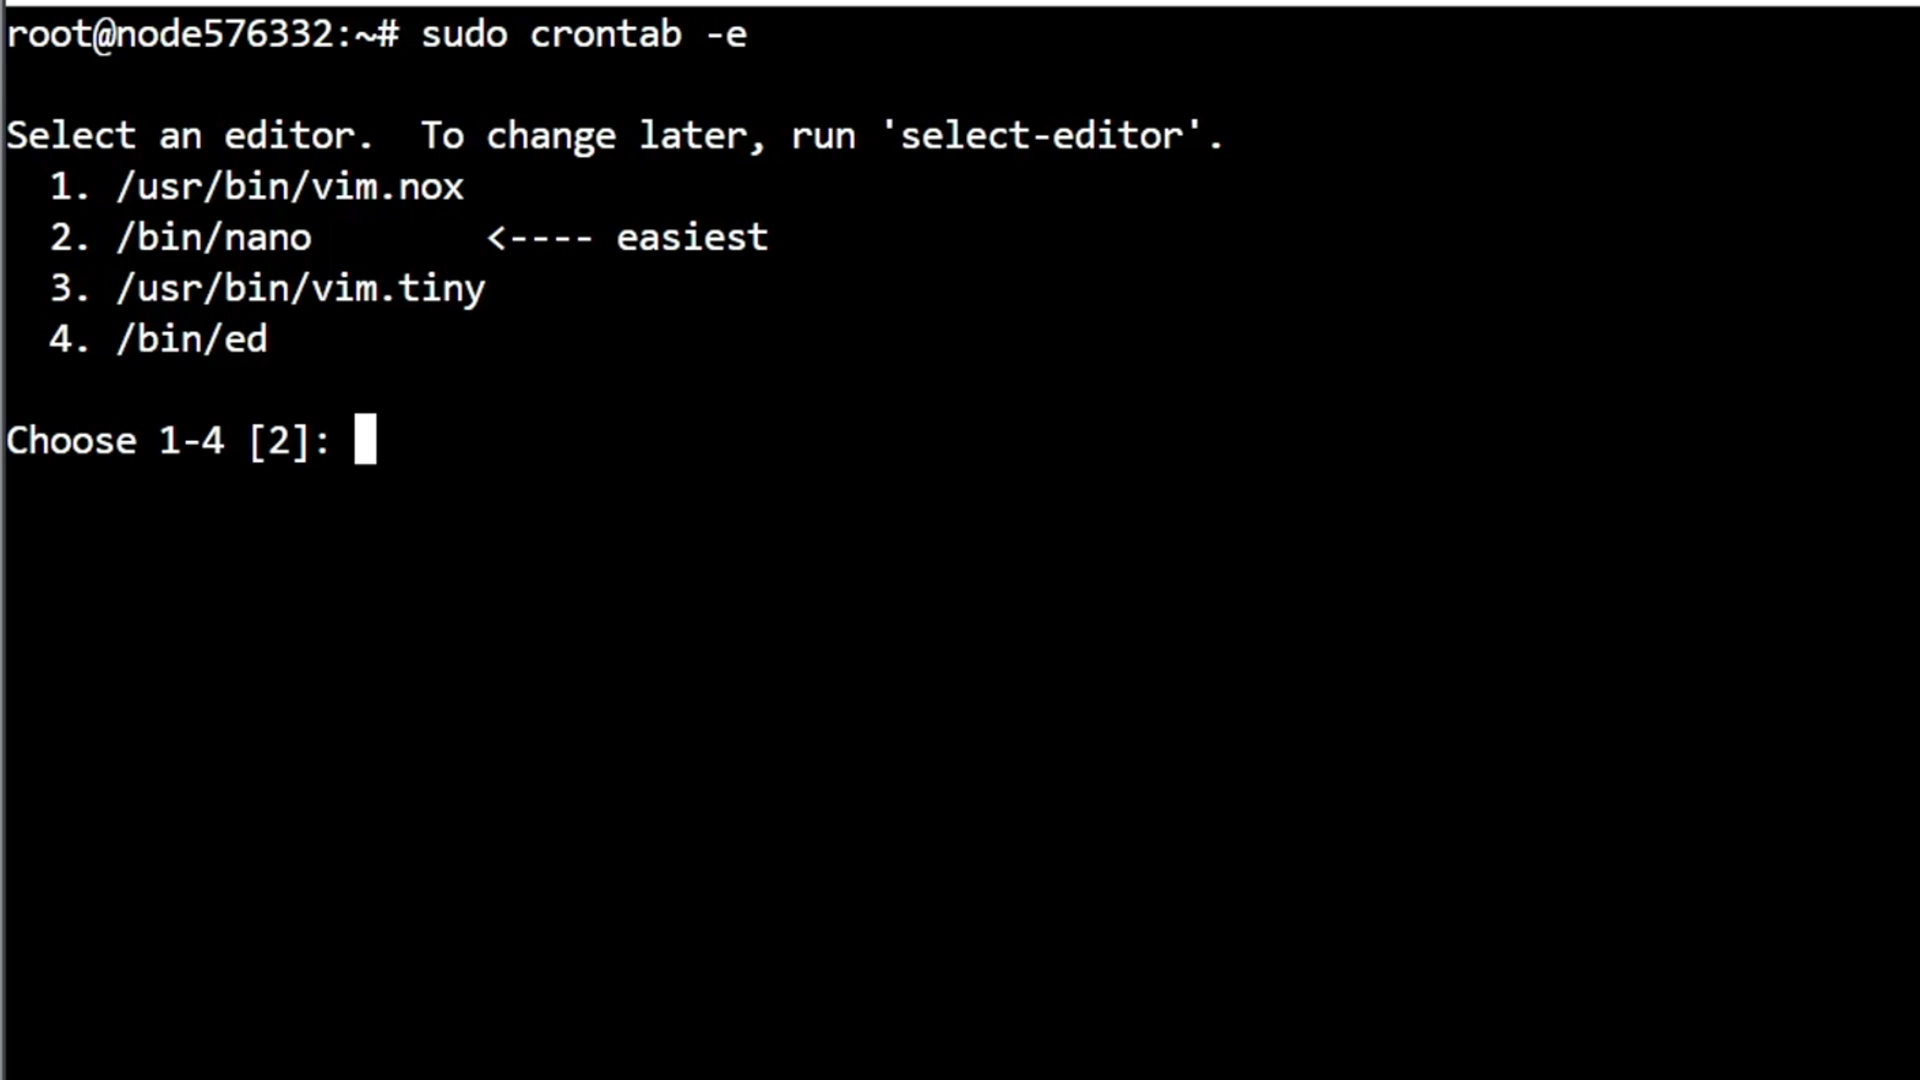 root@node576332:~# sudo crontab -e
Select an editor.  To change later, run 'select-editor'.
  1. /usr/bin/vim.nox
  2. /bin/nano        <---- easiest
  3. /usr/bin/vim.tiny
  4. /bin/ed
Choose 1-4 [2]: